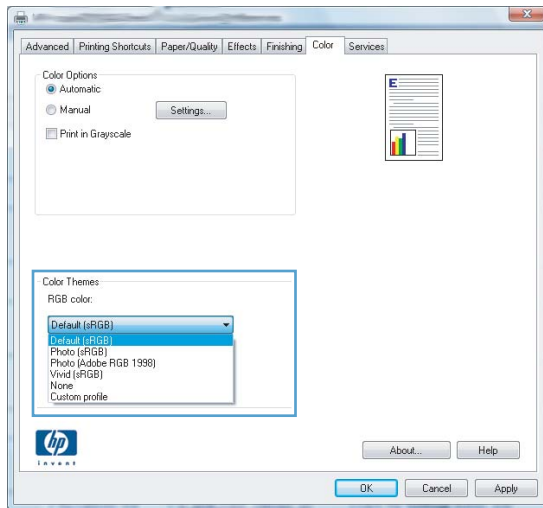 Advanced Printing Shortcuts Paper/Quality Effects Finishing Color Services
Color Options
Automatic
Manual
Settings...
Print in Grayscale
E
Color Themes
RGB color:
Default (sRGB)
Default (sRGB)
Photo (sRGB)
Photo (Adobe RGB 1998)
Vivid (sRGB)
None
Custom profile
hp
invent
About... Help
OK Cancel Apply